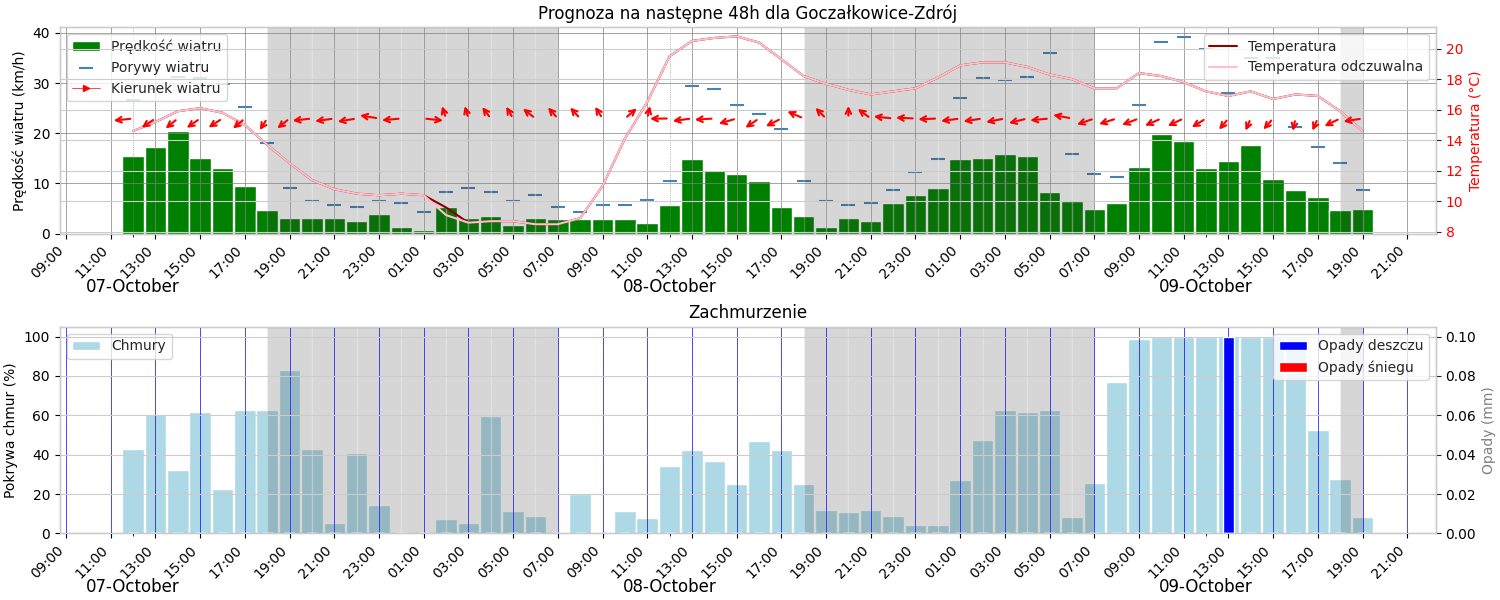 Prognoza na następne 48h dla Goczałkowice-Zdrój
Prędkość wiatru
Porywy wiatru
Kierunek wiatru
Temperatura
Temperatura odczuwalna
Prędkość wiatru (km/h)
40
30
20
10
0
Temperatura (°C)
20
18
16
14
12
10
8
09:00 11:00 13:00 15:00 17:00 19:00 21:00 23:00 01:00 03:00 05:00 07:00 09:00 11:00 13:00 15:00 17:00 19:00 21:00 23:00 01:00 03:00 05:00 07:00 09:00 11:00 13:00 15:00 17:00 19:00 21:00
07-October 08-October 09-October
Zachmurzenie
Chmury
Opady deszczu
Opady śniegu
Pokrywa chmur (%)
100
80
60
40
20
0
Opady (mm)
0.10
0.08
0.06
0.04
0.02
0.00
09:00 11:00 13:00 15:00 17:00 19:00 21:00 23:00 01:00 03:00 05:00 07:00 09:00 11:00 13:00 15:00 17:00 19:00 21:00 23:00 01:00 03:00 05:00 07:00 09:00 11:00 13:00 15:00 17:00 19:00 21:00
07-October 08-October 09-October